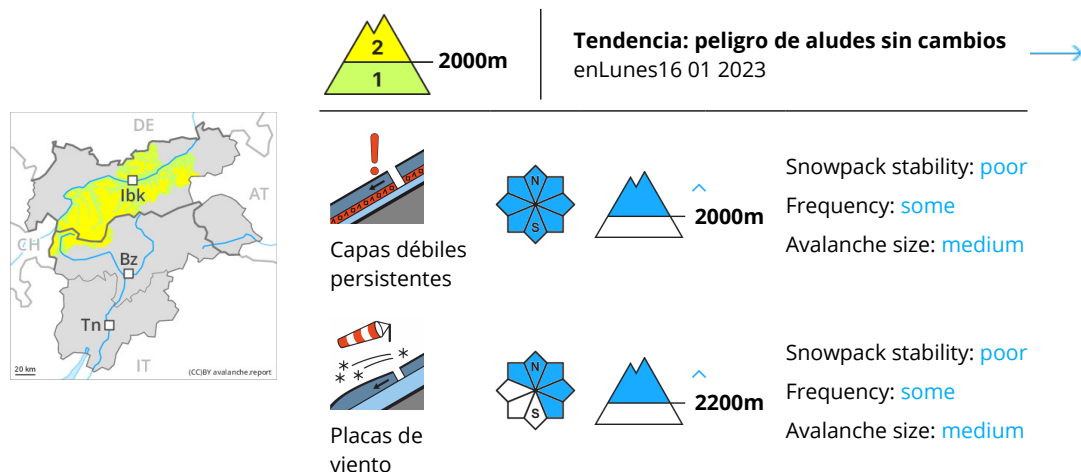 2
1
2000m
Tendencia: peligro de aludes sin cambios
enLunes16 01 2023
DE
AT
CH
IT
Ibk
Bz
Tn
20 km
(CC)BY avalanche.report
Capas débiles
persistentes
N
S
2000m
Snowpack stability: poor
Frequency: some
Avalanche size: medium
Placas de
viento
N
S
2200m
Snowpack stability: poor
Frequency: some
Avalanche size: medium